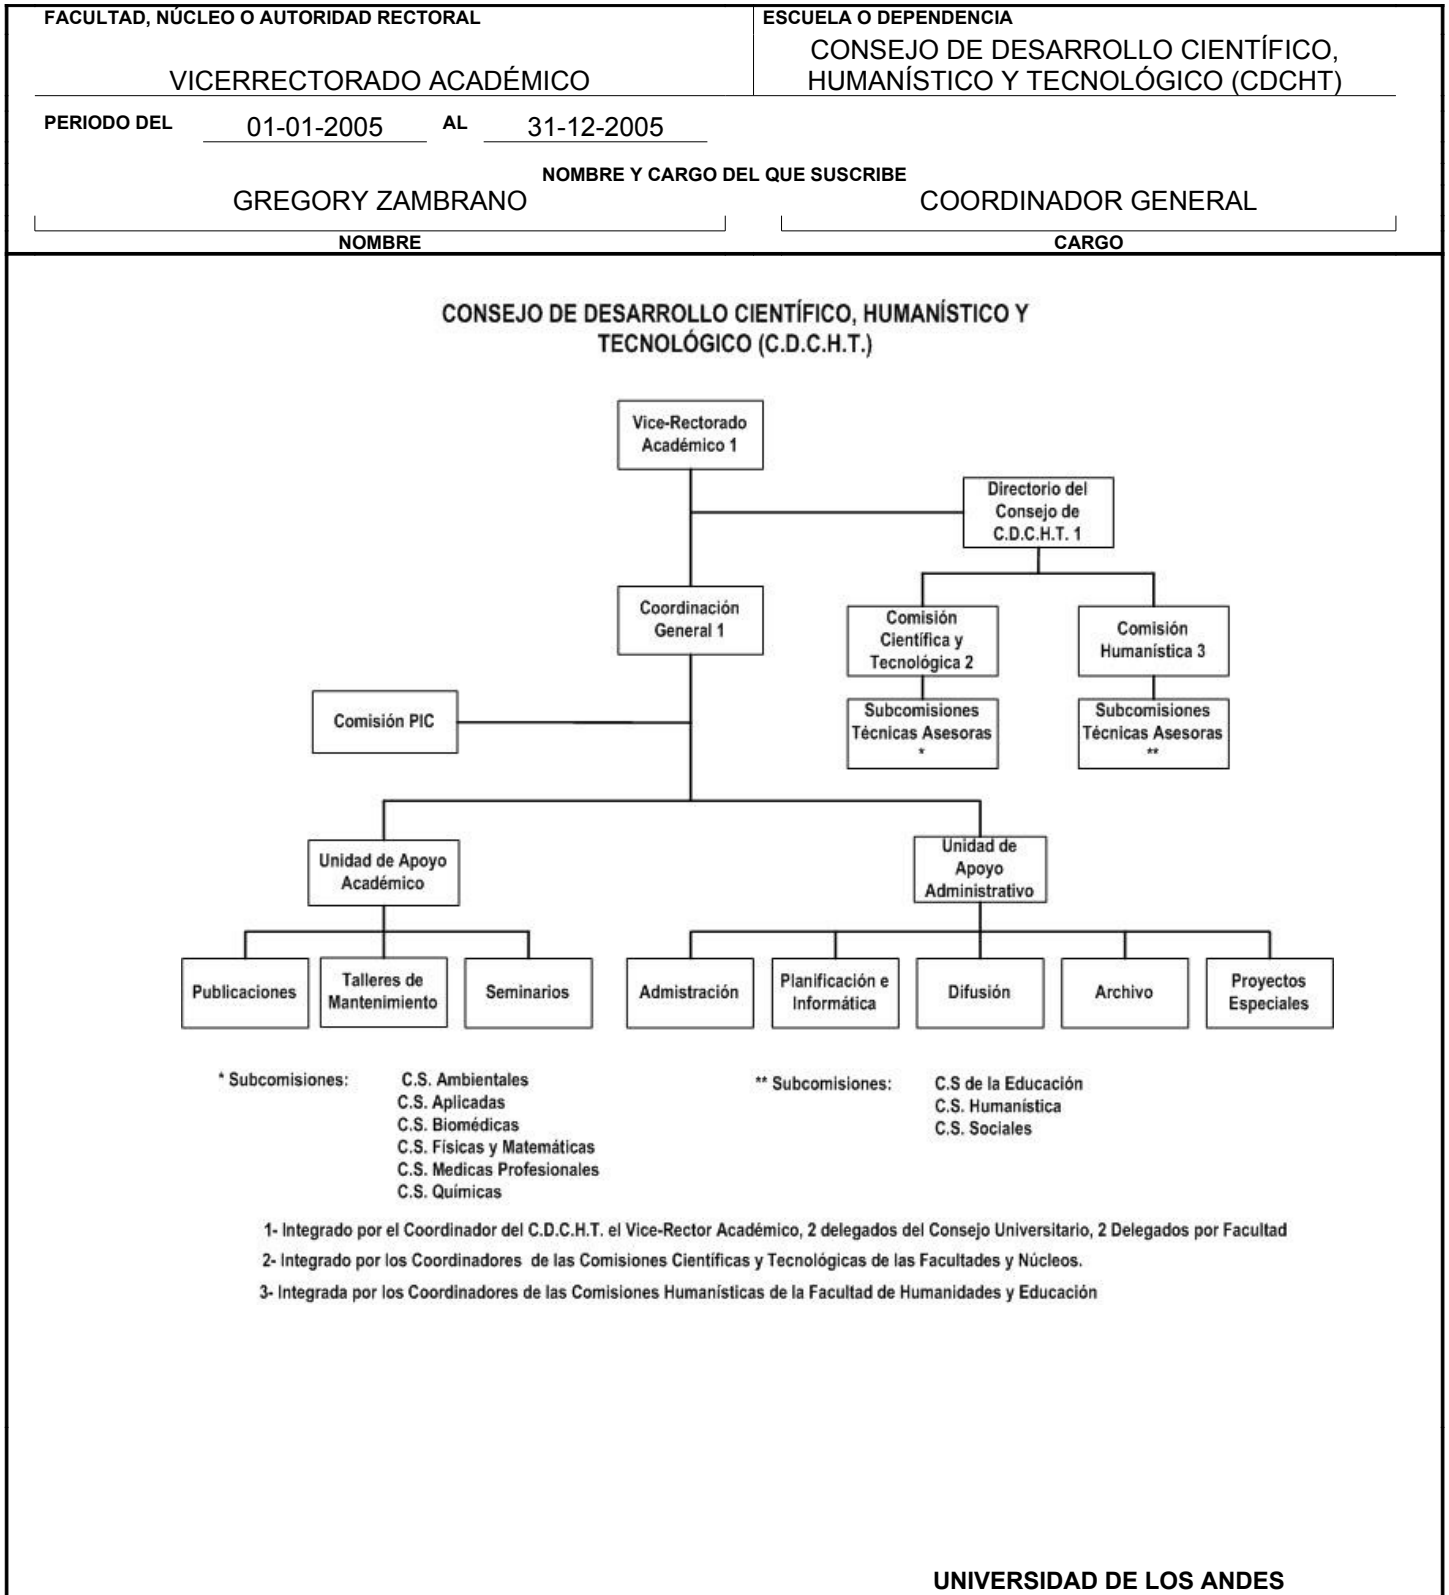 FACULTAD, NÚCLEO O AUTORIDAD RECTORAL
VICERRECTORADO ACADÉMICO
ESCUELA O DEPENDENCIA
CONSEJO DE DESARROLLO CIENTÍFICO,
HUMANÍSTICO Y TECNOLÓGICO (CDCHT)
PERIODO DEL 01-01-2005 AL 31-12-2005
NOMBRE Y CARGO DEL QUE SUSCRIBE
GREGORY ZAMBRANO
COORDINADOR GENERAL
NOMBRE
CARGO
CONSEJO DE DESARROLLO CIENTÍFICO, HUMANÍSTICO Y
TECNOLÓGICO (C.D.C.H.T.)
Vice-Rectorado
Académico 1
Directorio del
Consejo de
C.D.C.H.T. 1
Coordinación
General 1
Comisión
Científica y
Tecnológica 2
Comisión
Humanística 3
Comisión PIC
Subcomisiones
Técnicas Asesoras
*
Subcomisiones
Técnicas Asesoras
**
Unidad de Apoyo
Académico
Unidad de
Apoyo
Administrativo
Publicaciones
Talleres de
Mantenimiento
Seminarios
Admistración
Planificación e
Informática
Difusión
Archivo
Proyectos
Especiales
* Subcomisiones:
C.S. Ambientales
C.S. Aplicadas
C.S. Biomédicas
C.S. Físicas y Matemáticas
C.S. Medicas Profesionales
C.S. Químicas
** Subcomisiones:
C.S de la Educación
C.S. Humanística
C.S. Sociales
1- Integrado por el Coordinador del C.D.C.H.T. el Vice-Rector Académico, 2 delegados del Consejo Universitario, 2 Delegados por Facultad
2- Integrado por los Coordinadores de las Comisiones Científicas y Tecnológicas de las Facultades y Núcleos.
3- Integrada por los Coordinadores de las Comisiones Humanísticas de la Facultad de Humanidades y Educación
UNIVERSIDAD DE LOS ANDES